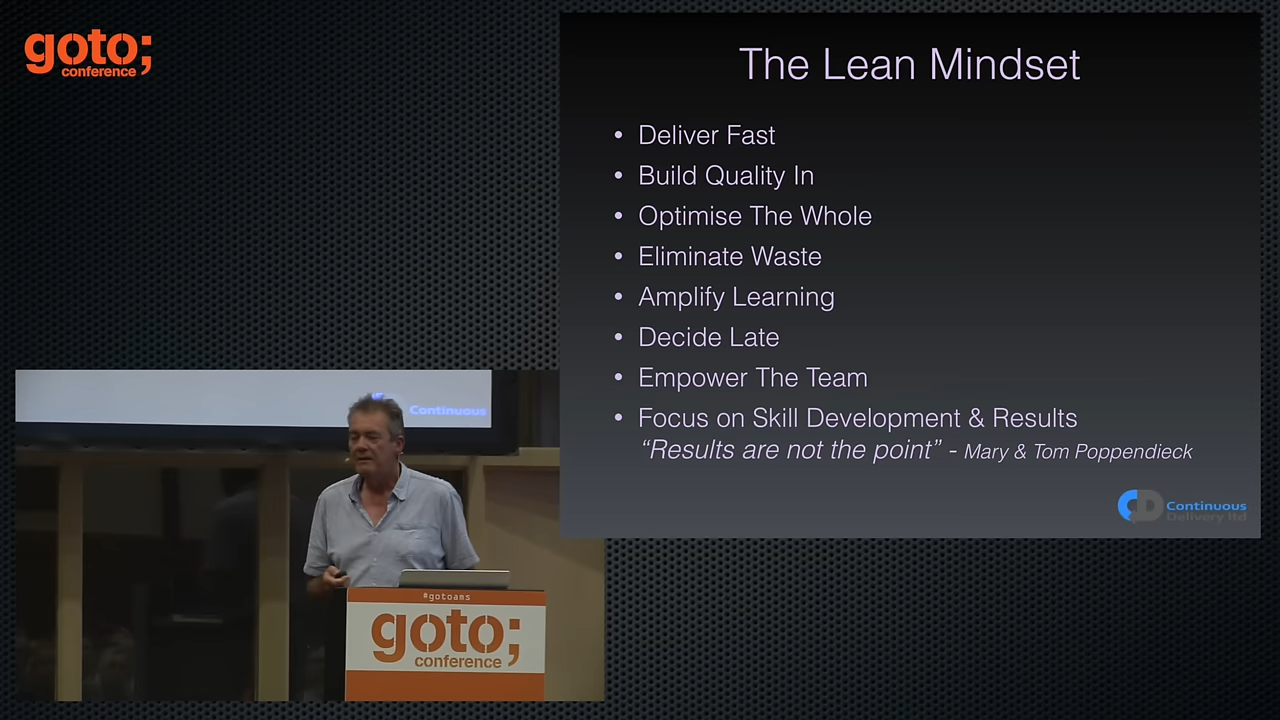 goto;
conference
The Lean Mindset
• Deliver Fast
• Build Quality In
• Optimise The Whole
• Eliminate Waste
• Amplify Learning
• Decide Late
• Empower The Team
• Focus on Skill Development & Results
“Results are not the point” - Mary & Tom Poppendieck
CD Continuous
Delivery ltd
Continuous
#gotoams
goto;
conference